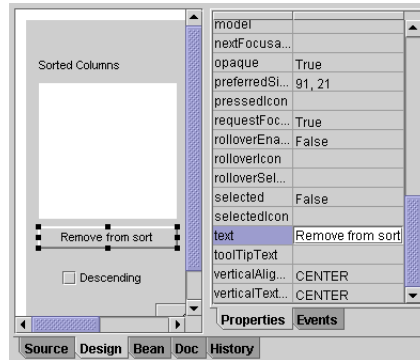 Sorted Columns
Remove from sort
Descending
model
nextFocusa...
opaque True
preferredSi... 91, 21
pressedIcon
requestFoc... True
rolloverEna... False
rolloverIcon
rolloverSel...
selected False
selectedIcon
text Remove from sort
toolTipText
verticalAlig... CENTER
verticalText... CENTER
Properties Events
Source Design Bean Doc History